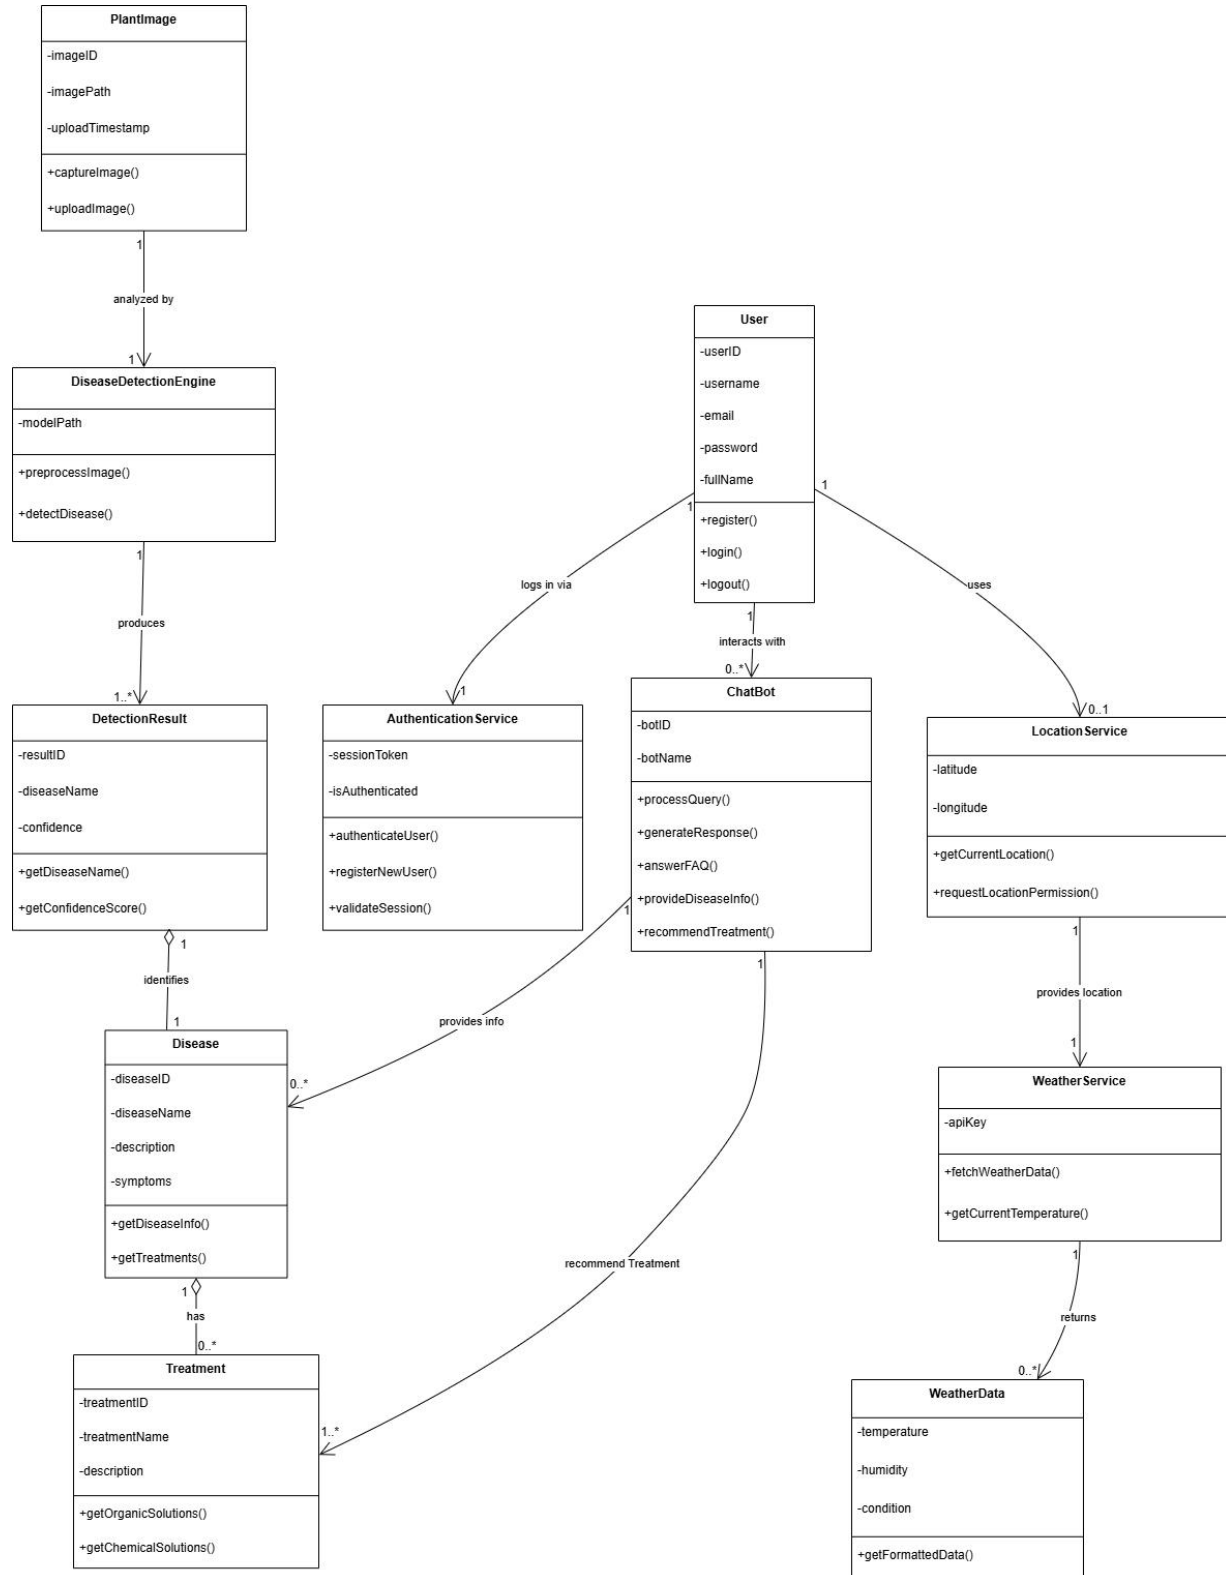 PlantImage
-imageID
-imagePath
-uploadTimestamp
+captureImage()
+uploadImage()
1
analyzed by
1
DiseaseDetectionEngine
-modelPath
+preprocessImage()
+detectDisease()
1
produces
1..*
DetectionResult
-resultID
-diseaseName
-confidence
+getDiseaseName()
+getConfidenceScore()
1
identifies
1
Disease
-diseaseID
-diseaseName
-description
-symptoms
+getDiseaseInfo()
+getTreatments()
1
has
0..*
Treatment
-treatmentID
-treatmentName
-description
+getOrganicSolutions()
+getChemicalSolutions()
User
-userID
-username
-email
-password
-fullName
+register()
+login()
+logout()
1
logs in via
1
AuthenticationService
-sessionToken
-isAuthenticated
+authenticateUser()
+registerNewUser()
+validateSession()
1
interacts with
0..*
ChatBot
-botID
-botName
+processQuery()
+generateResponse()
+answerFAQ()
+provideDiseaseInfo()
+recommendTreatment()
1
provides info
0..*
1
recommend Treatment
1..*
1
uses
0..1
LocationService
-latitude
-longitude
+getCurrentLocation()
+requestLocationPermission()
1
provides location
1
WeatherService
-apiKey
+fetchWeatherData()
+getCurrentTemperature()
1
returns
0..*
WeatherData
-temperature
-humidity
-condition
+getFormattedData()